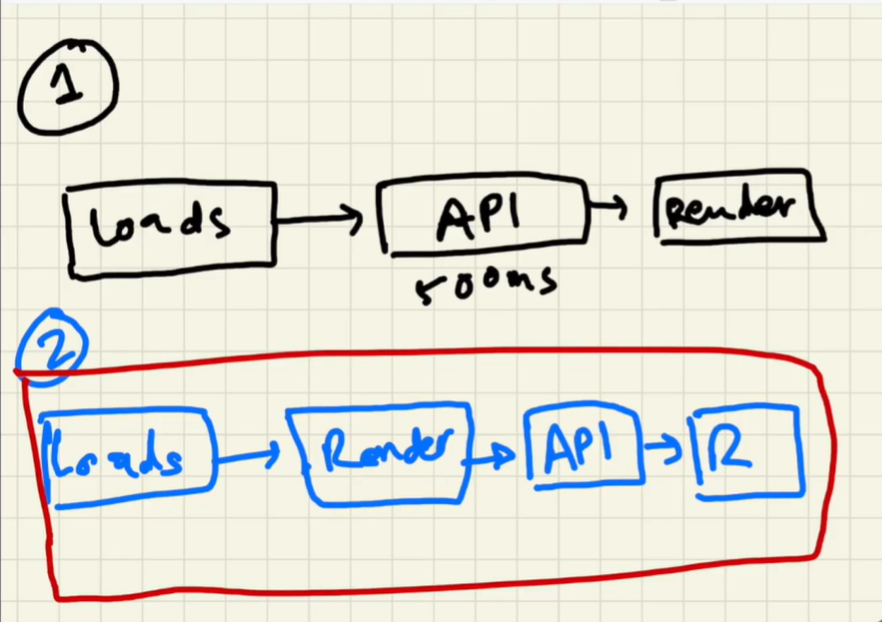 1
Loads API Render
500ms
2
Loads Render API R